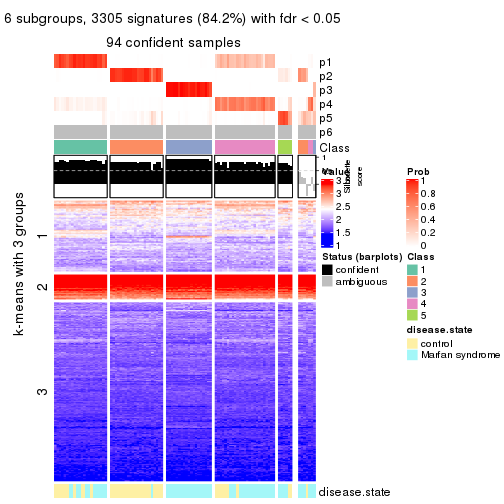 6 subgroups, 3305 signatures (84.2%) with fdr < 0.05
94 confident samples
p1
p2
p3
p4
p5
p6
Class
1
Silhouette
score
Value
3
2.5
2
1.5
1
Prob
1
0.8
0.6
0.4
0.2
0
Status (barplots)
confident
ambiguous
Class
1
2
3
4
5
disease.state
control
Marfan syndrome
k-means with 3 groups
1
2
3
disease.state